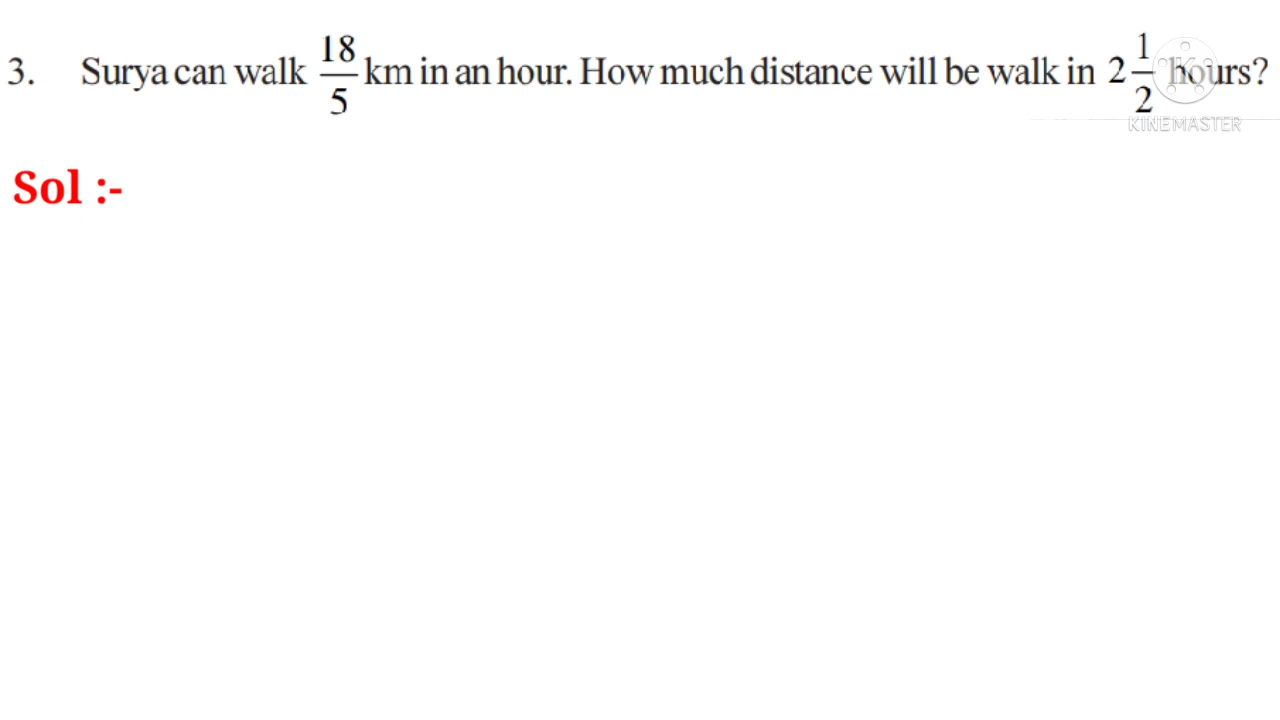 3. Surya can walk 18/5 km in an hour. How much distance will be walk in 2 1/2 hours?
KINEMASTER
Sol :-